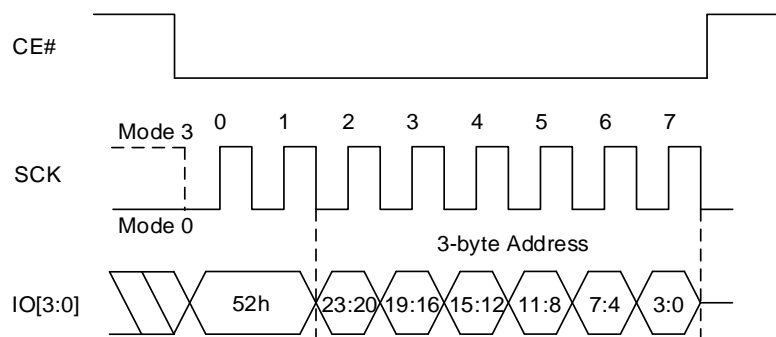 CE#
Mode 3
0 1 2 3 4 5 6 7
SCK
Mode 0
3-byte Address
IO[3:0]
52h 23:20 19:16 15:12 11:8 7:4 3:0